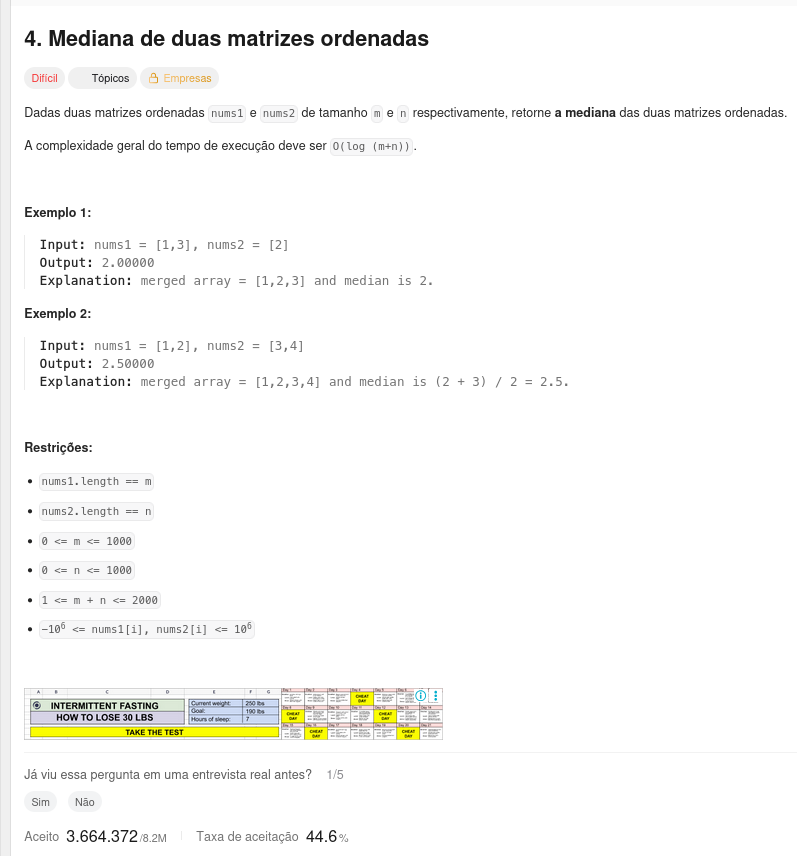 4. Mediana de duas matrizes ordenadas
Difícil Tópicos Empresas
Dadas duas matrizes ordenadas nums1 e nums2 de tamanho m e n respectivamente, retorne a mediana das duas matrizes ordenadas.
A complexidade geral do tempo de execução deve ser O(log (m+n)).
Exemplo 1:
Input: nums1 = [1,3], nums2 = [2]
Output: 2.00000
Explanation: merged array = [1,2,3] and median is 2.
Exemplo 2:
Input: nums1 = [1,2], nums2 = [3,4]
Output: 2.50000
Explanation: merged array = [1,2,3,4] and median is (2 + 3) / 2 = 2.5.
Restrições:
• nums1.length == m
• nums2.length == n
• 0 <= m <= 1000
• 0 <= n <= 1000
• 1 <= m + n <= 2000
• -10⁶ <= nums1[i], nums2[i] <= 10⁶
A B C D E F G
INTERMITTENT FASTING
HOW TO LOSE 30 LBS
TAKE THE TEST
Current weight: 250 lbs
Goal: 190 lbs
Hours of sleep: 7
CHEAT DAY
CHEAT DAY
CHEAT DAY
CHEAT DAY
CHEAT DAY
Já viu essa pergunta em uma entrevista real antes? 1/5
Sim Não
Aceito 3.664.372/8.2M Taxa de aceitação 44.6%